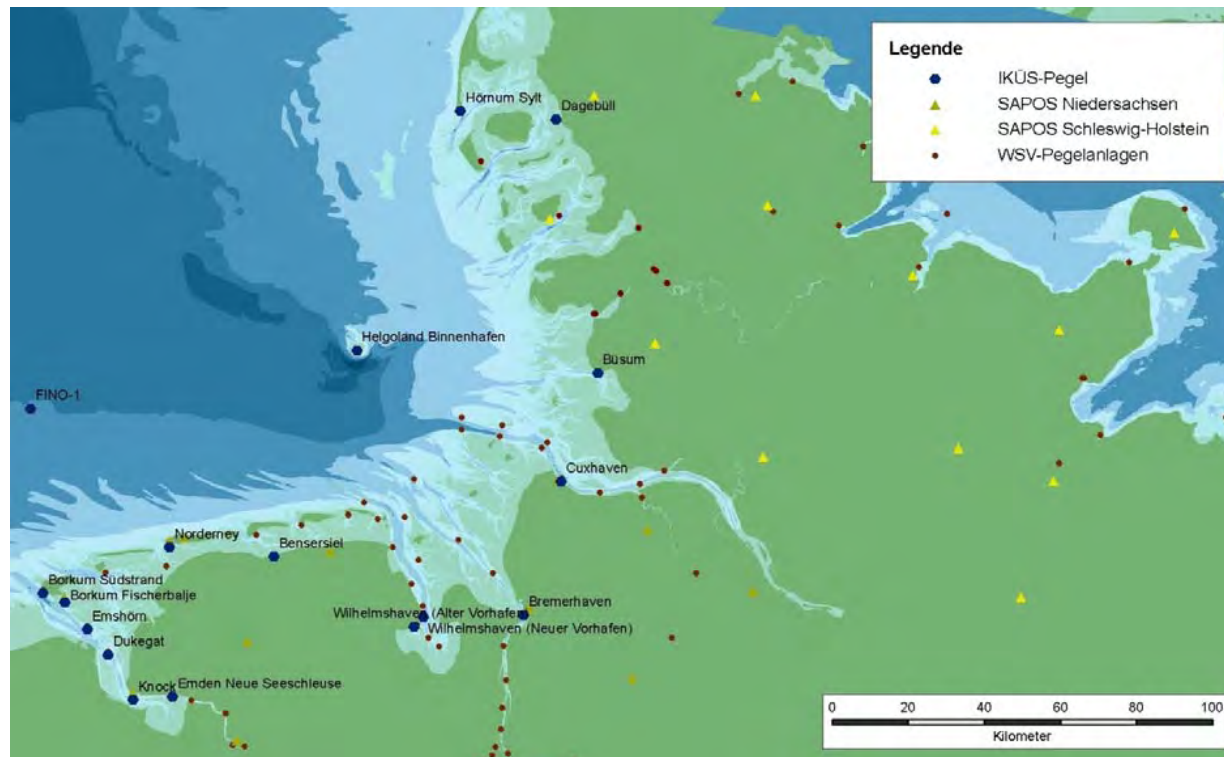 Legende
IKÜS-Pegel
SAPOS Niedersachsen
SAPOS Schleswig-Holstein
WSV-Pegelanlagen
Hörnum Sylt
Dagebüll
Helgoland Binnenhafen
Büsum
FINO-1
Cuxhaven
Norderney
Bensersiel
Borkum Südstrand
Borkum Fischerbalje
Emshörn
Bremerhaven
Wilhelmshaven (Alter Vorhafen)
Wilhelmshaven (Neuer Vorhafen)
Dukegat
Knock
Emden Neue Seeschleuse
0 20 40 60 80 100
Kilometer